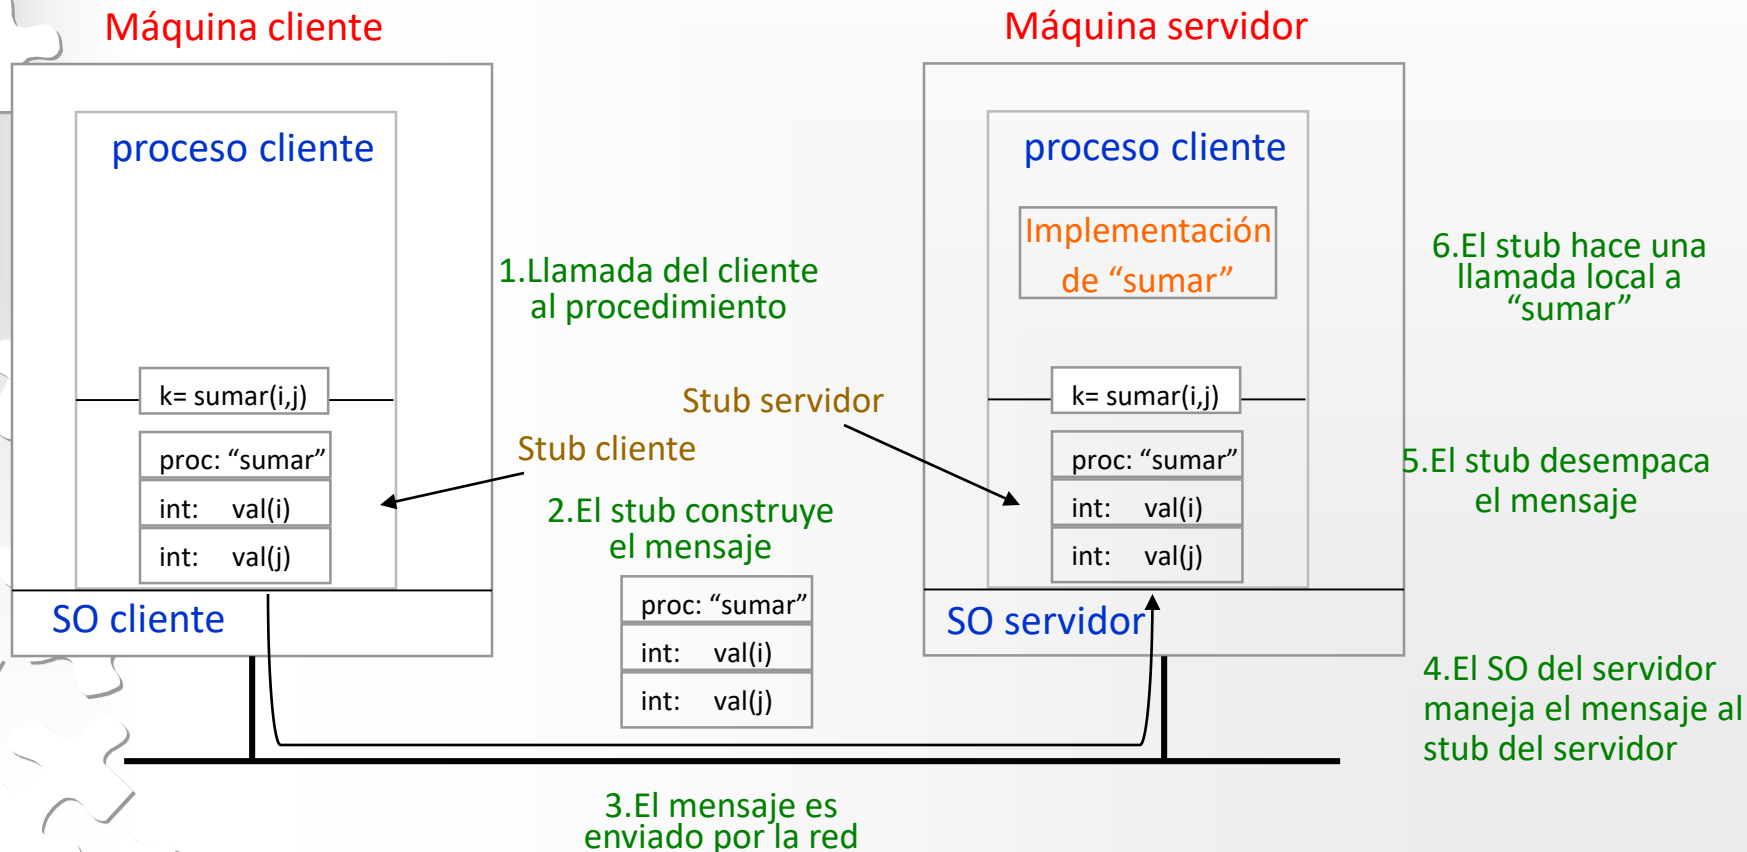 Máquina cliente
Máquina servidor
proceso cliente
proceso cliente
Implementación
de “sumar”
1.Llamada del cliente
al procedimiento
6.El stub hace una
llamada local a
“sumar”
k= sumar(i,j)
Stub servidor
k= sumar(i,j)
Stub cliente
proc: “sumar”
int: val(i)
int: val(j)
2.El stub construye
el mensaje
proc: “sumar”
int: val(i)
int: val(j)
proc: “sumar”
int: val(i)
int: val(j)
5.El stub desempaca
el mensaje
SO cliente
SO servidor
4.El SO del servidor
maneja el mensaje al
stub del servidor
3.El mensaje es
enviado por la red